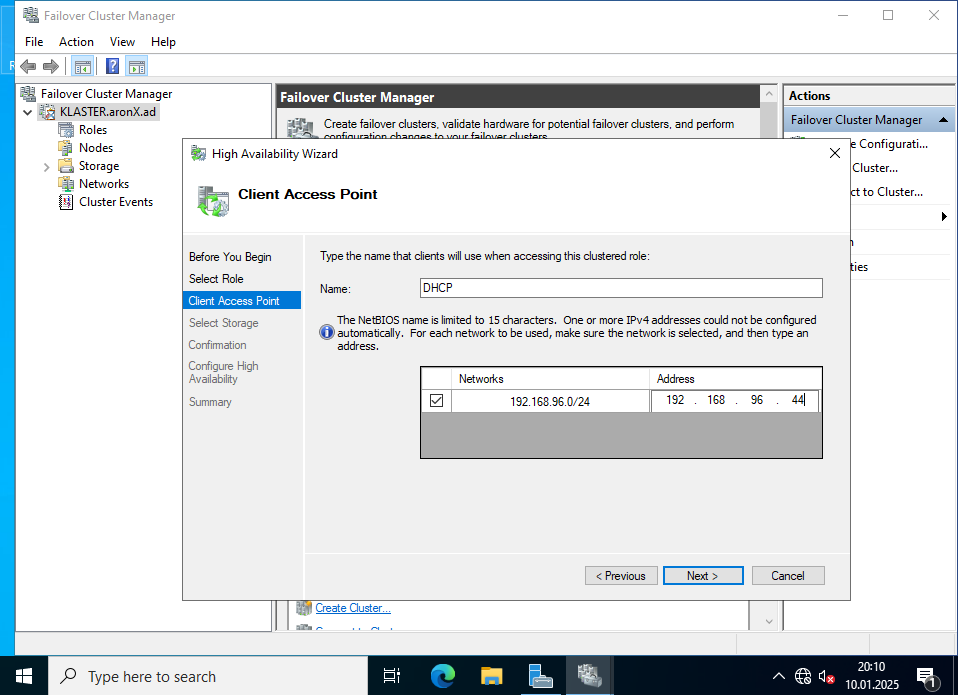 Failover Cluster Manager
File Action View Help
Failover Cluster Manager
KLASTER.aronX.ad
Roles
Nodes
Storage
Networks
Cluster Events
Failover Cluster Manager
Create failover clusters, validate hardware for potential failover clusters, and perform
configuration changes to your failover clusters.
Actions
Failover Cluster Manager
e Configurati...
Cluster...
ct to Cluster...
High Availability Wizard
Client Access Point
Before You Begin
Select Role
Client Access Point
Select Storage
Confirmation
Configure High
Availability
Summary
Type the name that clients will use when accessing this clustered role:
Name: DHCP
The NetBIOS name is limited to 15 characters. One or more IPv4 addresses could not be configured
automatically. For each network to be used, make sure the network is selected, and then type an
address.
Networks Address
192.168.96.0/24 192 . 168 . 96 . 44
< Previous Next > Cancel
Create Cluster...
Type here to search
20:10
10.01.2025
1